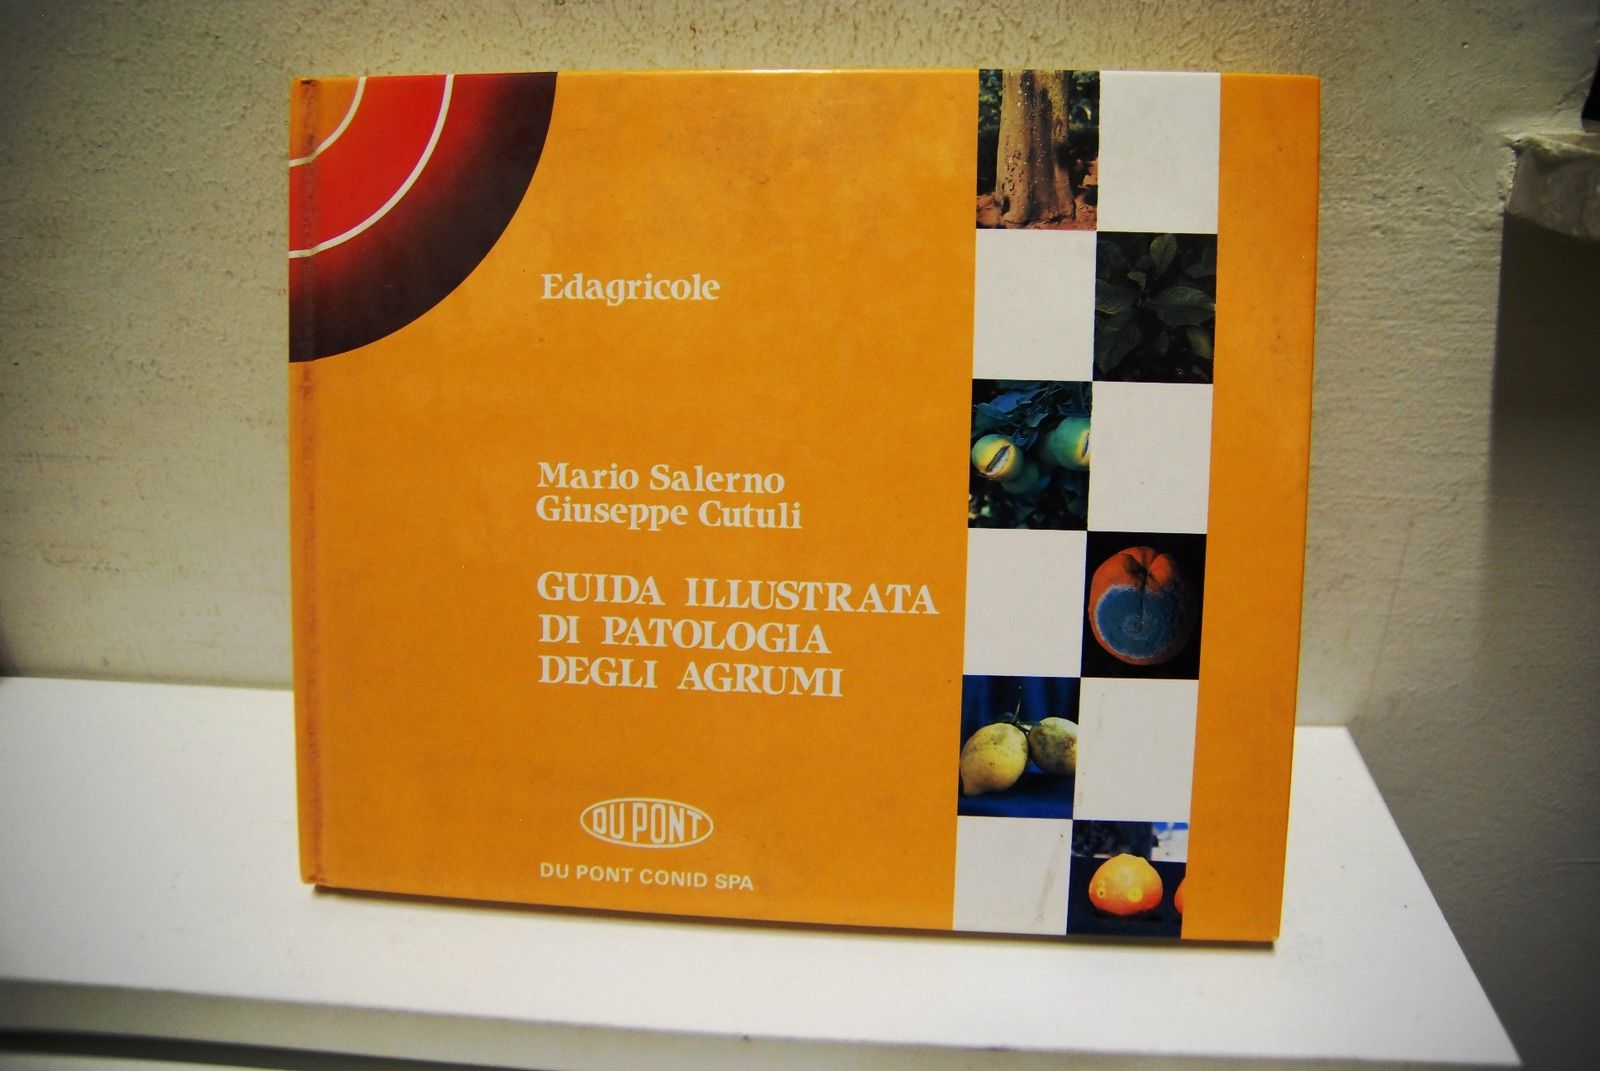 Edagricole
Mario Salerno
Giuseppe Cutuli
GUIDA ILLUSTRATA
DI PATOLOGIA
DEGLI AGRUMI
DU PONT
DU PONT CONID SPA